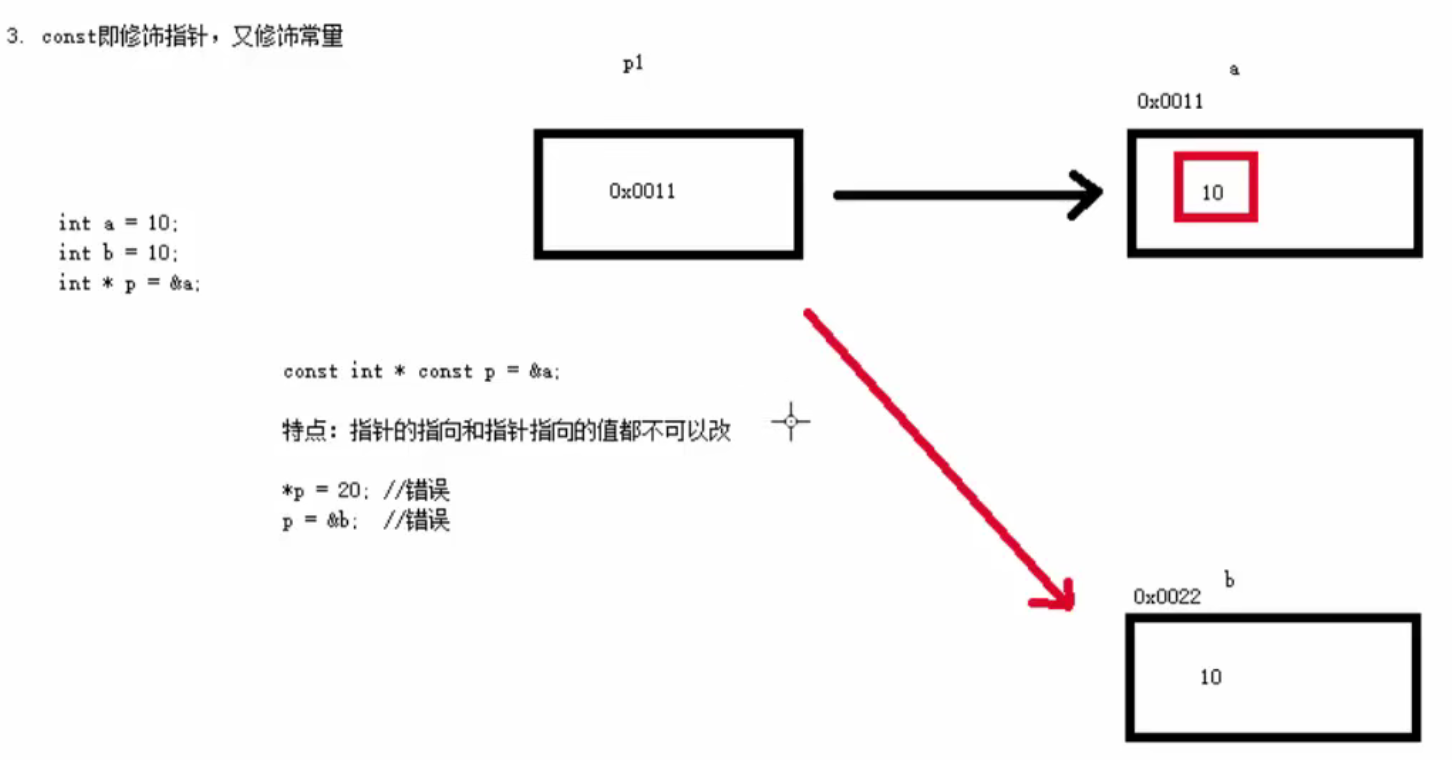 3. const即修饰指针，又修饰常量
p1
a
0x0011
0x0011
10
int a = 10;
int b = 10;
int * p = &a;
const int * const p = &a;
特点：指针的指向和指针指向的值都不可以改
*p = 20; //错误
p = &b; //错误
b
0x0022
10